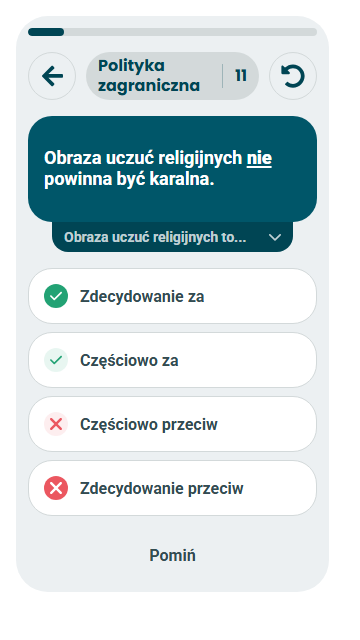 Polityka
zagraniczna
11
Obraza uczuć religijnych nie
powinna być karalna.
Obraza uczuć religijnych to...
Zdecydowanie za
Częściowo za
Częściowo przeciw
Zdecydowanie przeciw
Pomiń